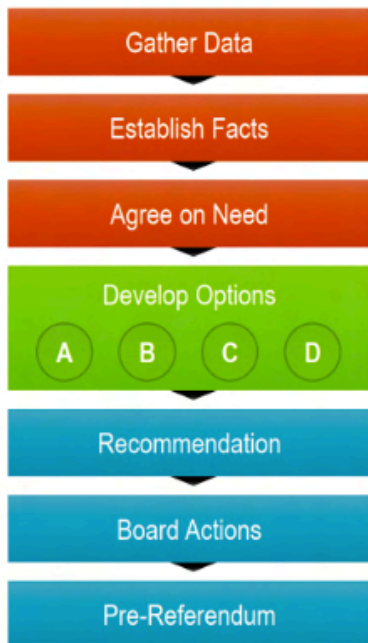 Gather Data
Establish Facts
Agree on Need
Develop Options
A B C D
Recommendation
Board Actions
Pre-Referendum